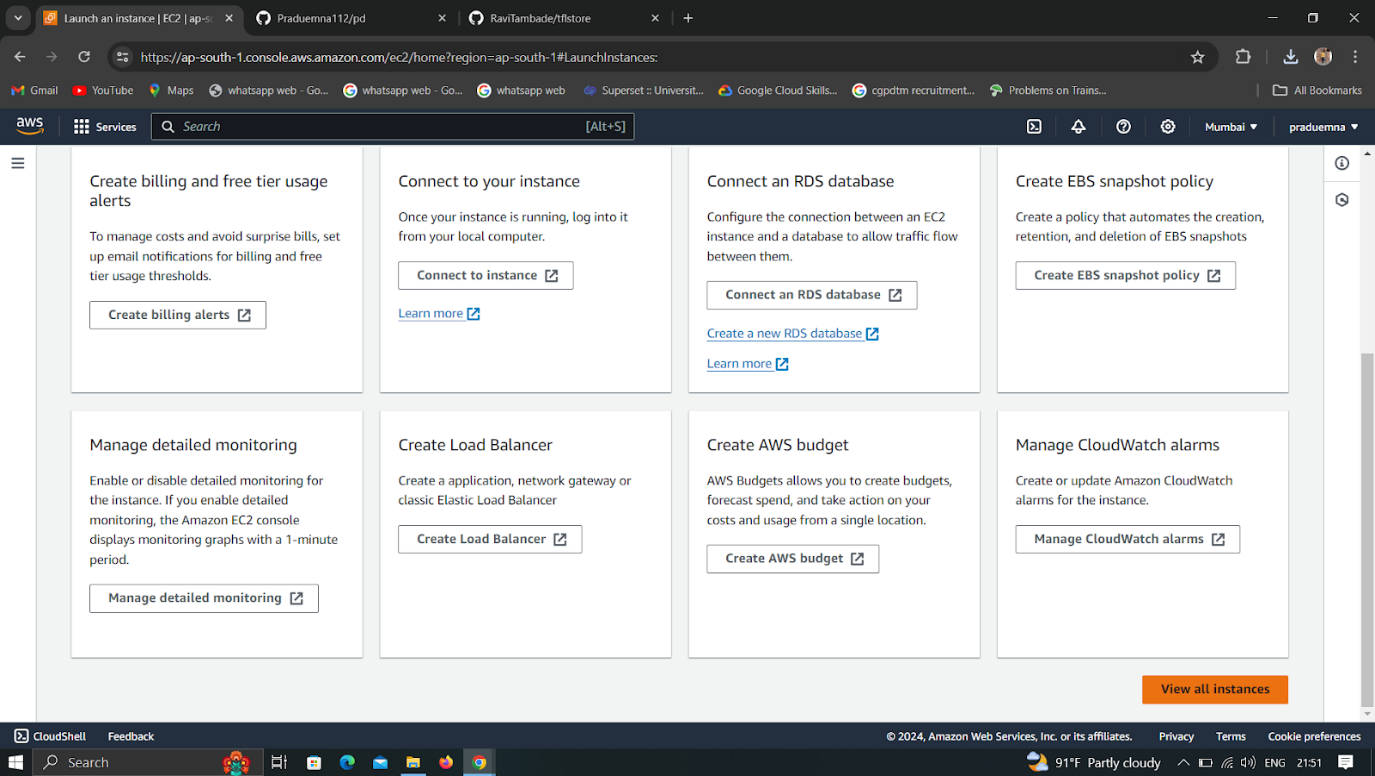 Launch an instance | EC2 | ap-so
Praduemna112/pd
RaviTambade/tflstore
https://ap-south-1.console.aws.amazon.com/ec2/home?region=ap-south-1#LaunchInstances:
Gmail
YouTube
Maps
whatsapp web - Go...
whatsapp web - Go...
whatsapp web
Superset :: Universit...
Google Cloud Skills...
cgpdtm recruitment...
Problems on Trains...
All Bookmarks
aws
Services
Search
[Alt+S]
Mumbai
praduemna
Create billing and free tier usage
alerts
To manage costs and avoid surprise bills, set
up email notifications for billing and free
tier usage thresholds.
Create billing alerts
Connect to your instance
Once your instance is running, log into it
from your local computer.
Connect to instance
Learn more
Connect an RDS database
Configure the connection between an EC2
instance and a database to allow traffic flow
between them.
Connect an RDS database
Create a new RDS database
Learn more
Create EBS snapshot policy
Create a policy that automates the creation,
retention, and deletion of EBS snapshots
Create EBS snapshot policy
Manage detailed monitoring
Enable or disable detailed monitoring for
the instance. If you enable detailed
monitoring, the Amazon EC2 console
displays monitoring graphs with a 1-minute
period.
Manage detailed monitoring
Create Load Balancer
Create a application, network gateway or
classic Elastic Load Balancer
Create Load Balancer
Create AWS budget
AWS Budgets allows you to create budgets,
forecast spend, and take action on your
costs and usage from a single location.
Create AWS budget
Manage CloudWatch alarms
Create or update Amazon CloudWatch
alarms for the instance.
Manage CloudWatch alarms
View all instances
CloudShell
Feedback
© 2024, Amazon Web Services, Inc. or its affiliates.
Privacy
Terms
Cookie preferences
Search
91°F Partly cloudy
ENG
21:51